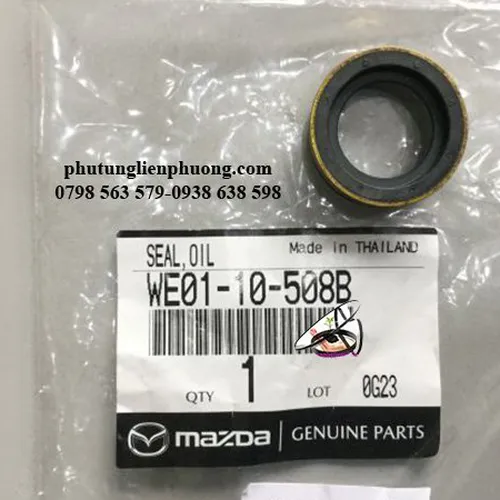 phutunglienphuong.com
0798 563 579-0938 638 598
SEAL,OIL Made in THAILAND
WE01-10-508B
QTY 1 LOT 0G23
mazda GENUINE PARTS